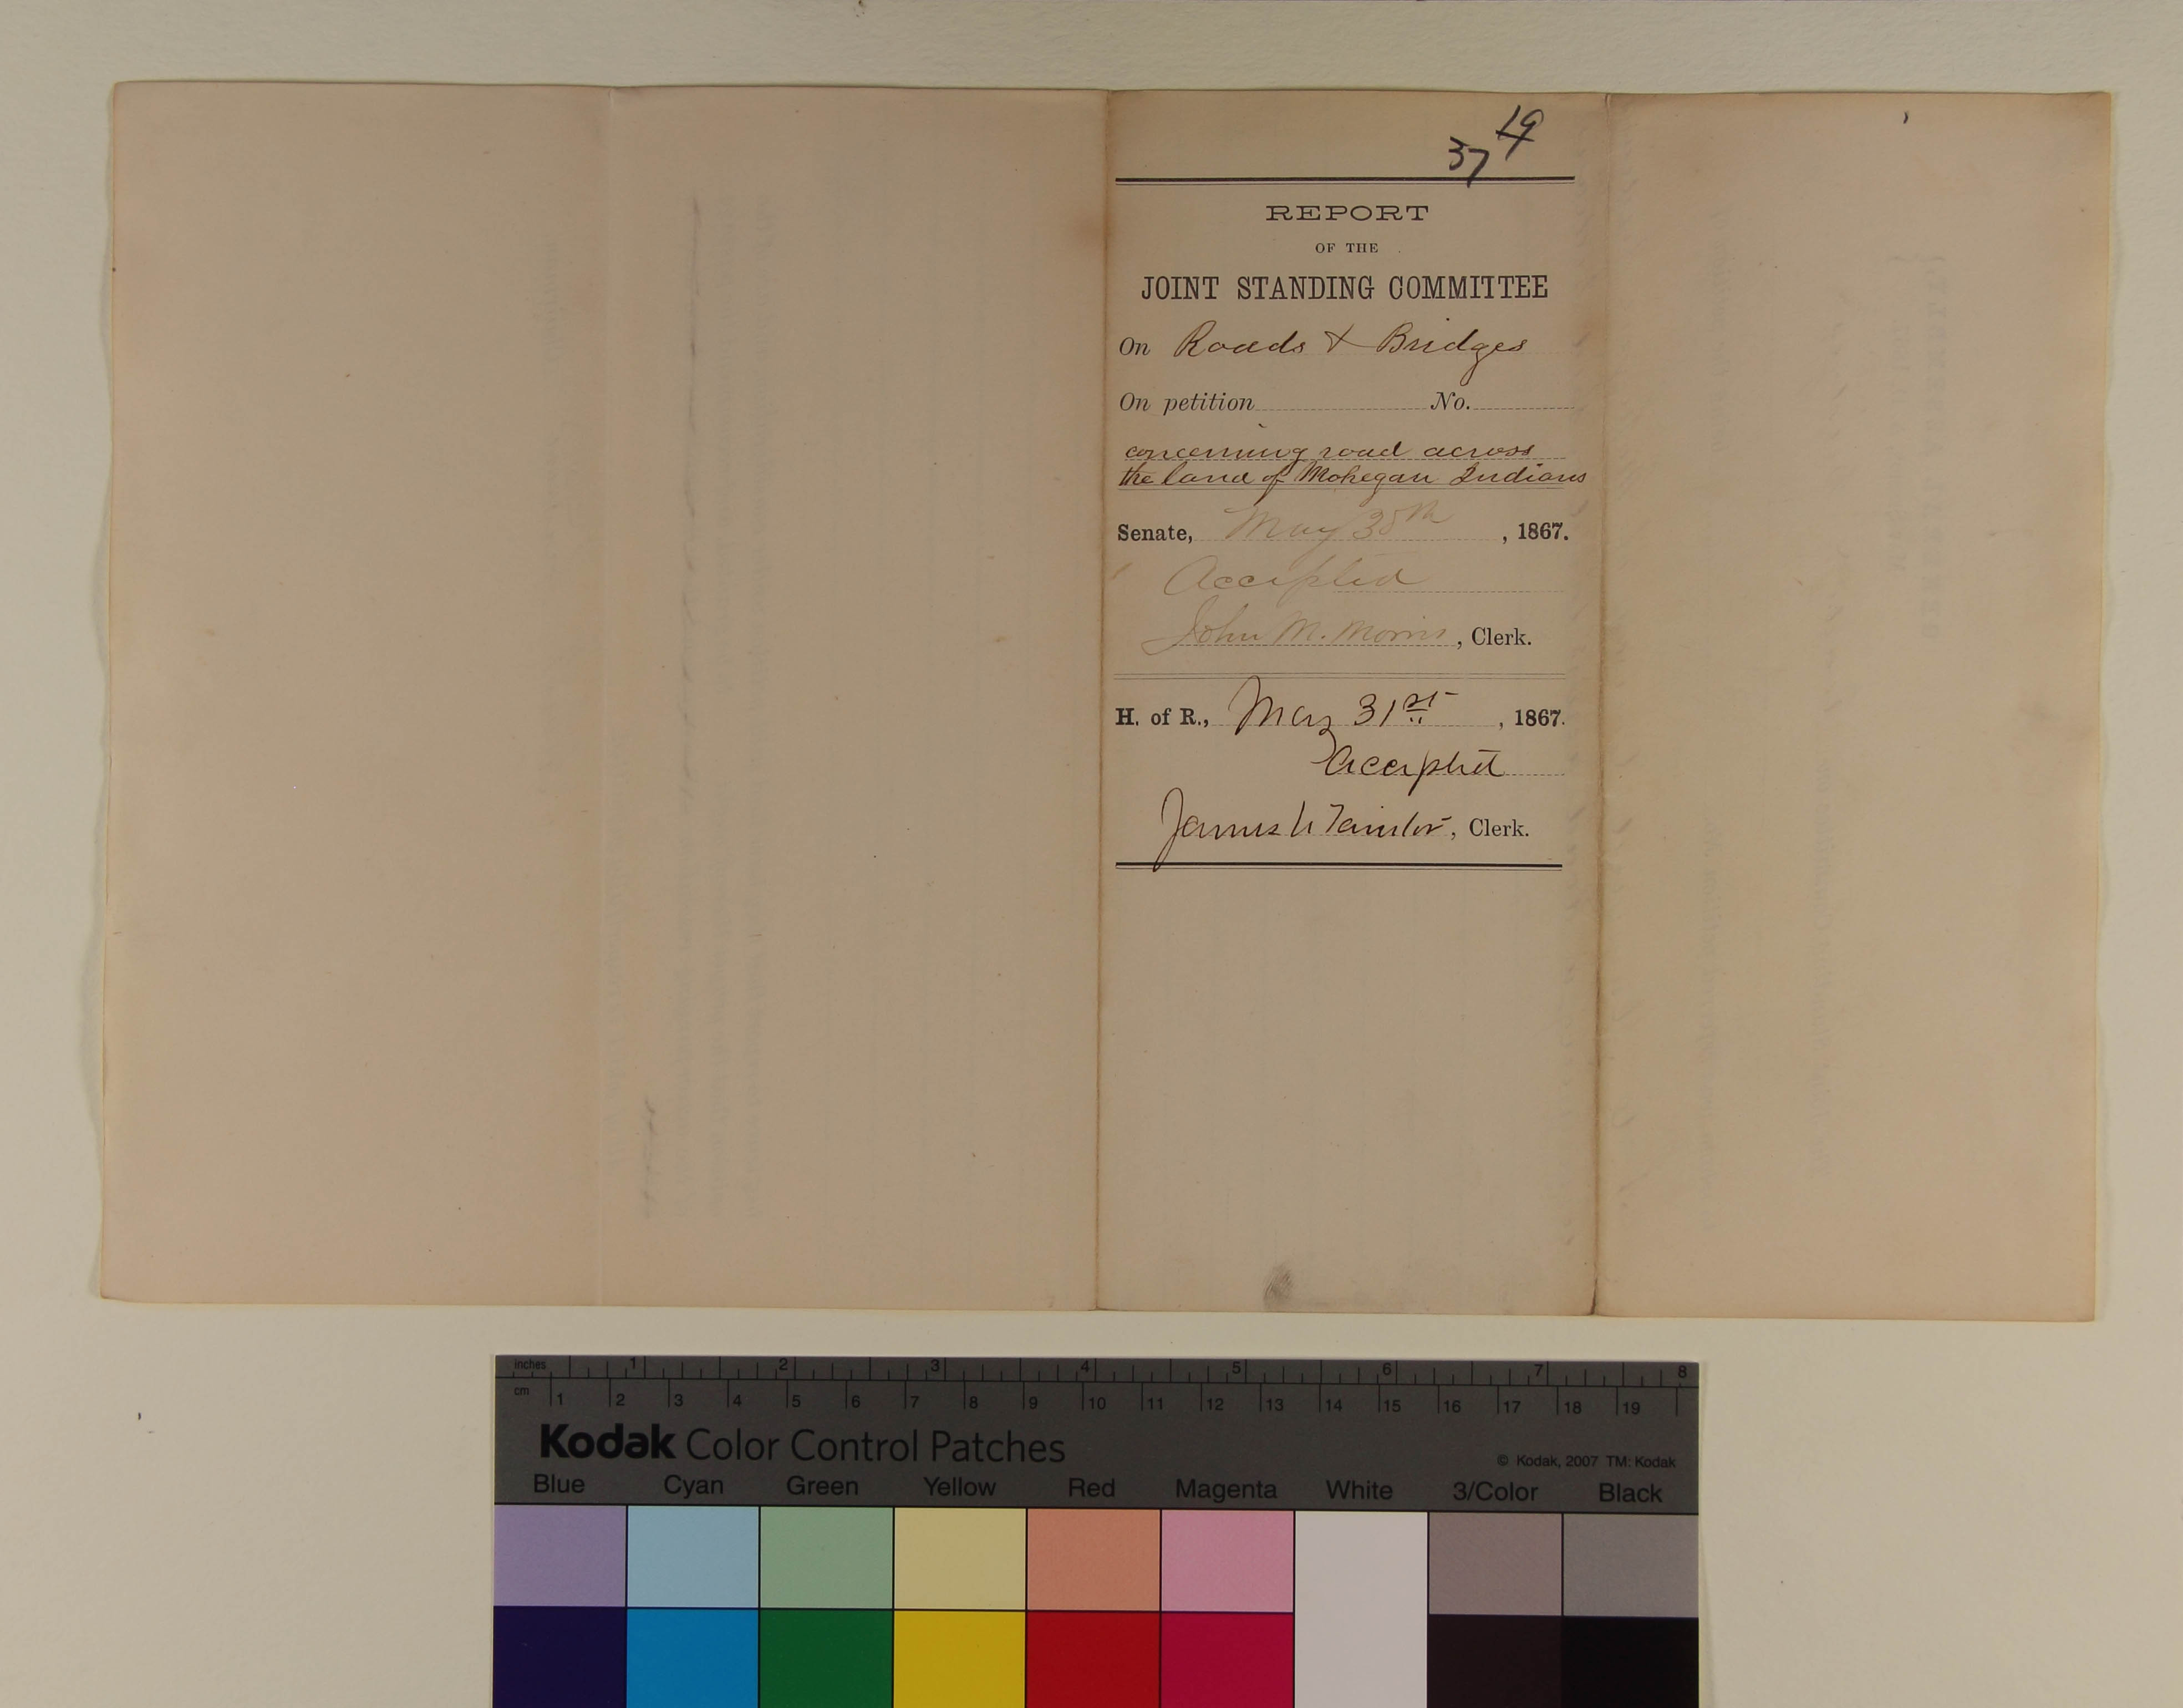 19
37
REPORT
OF THE
JOINT STANDING COMMITTEE
On Roads & Bridges
On petition No.
concerning road across
the land of Mohegan Indians
Senate, May 30th, 1867.
Accepted
John M. Morris, Clerk.
H. of R., May 31st, 1867.
Accepted
James U Taintor, Clerk.
inches 1 2 3 4 5 6 7 8
cm 1 2 3 4 5 6 7 8 9 10 11 12 13 14 15 16 17 18 19
Kodak Color Control Patches
© Kodak, 2007 TM: Kodak
Blue Cyan Green Yellow Red Magenta White 3/Color Black